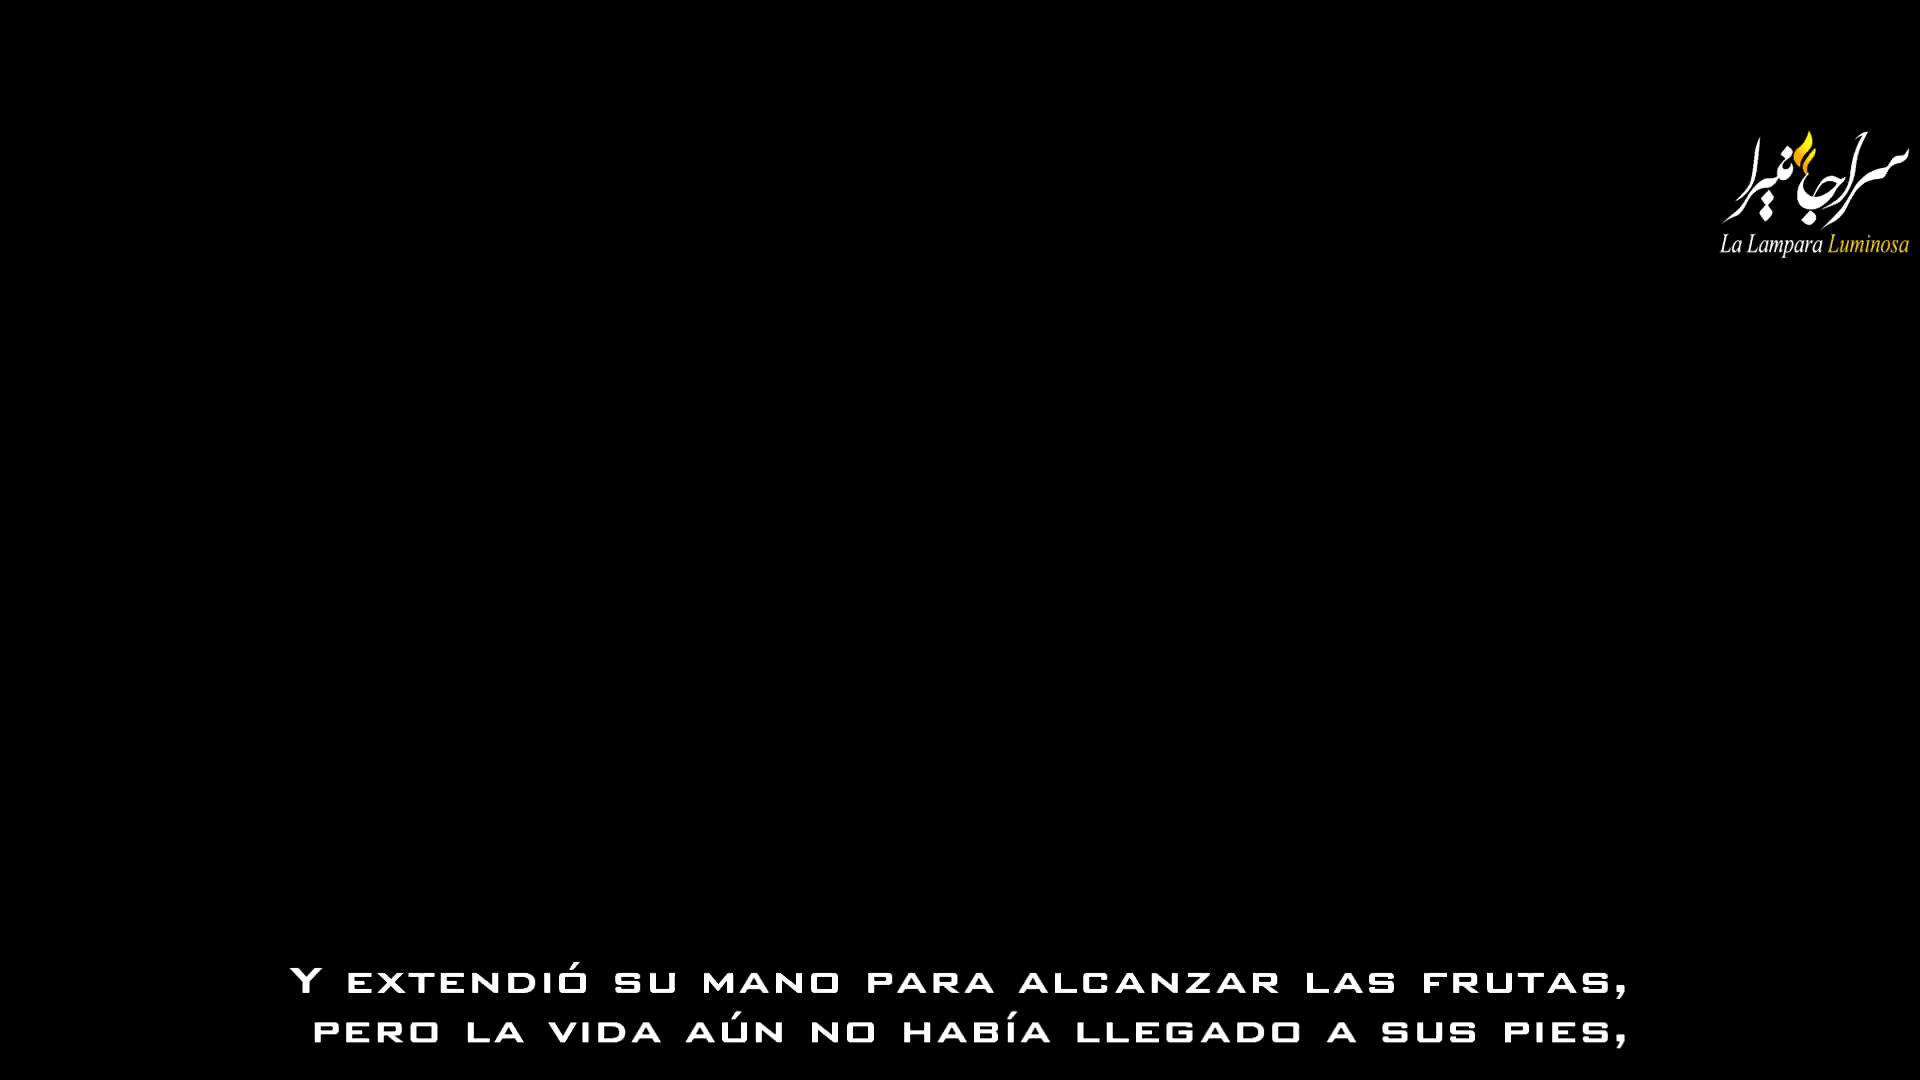 سراجا منيرا
La Lampara Luminosa
Y EXTENDIÓ SU MANO PARA ALCANZAR LAS FRUTAS,
PERO LA VIDA AÚN NO HABÍA LLEGADO A SUS PIES,